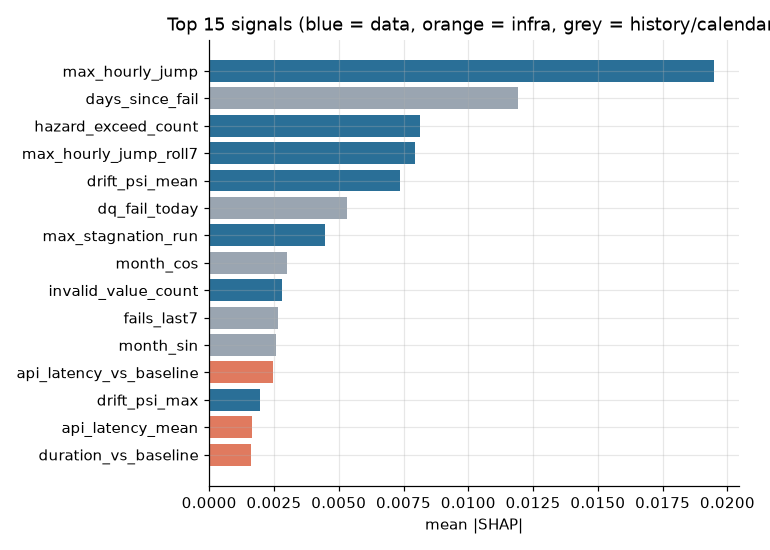 Top 15 signals (blue = data, orange = infra, grey = history/calendar
max_hourly_jump
days_since_fail
hazard_exceed_count
max_hourly_jump_roll7
drift_psi_mean
dq_fail_today
max_stagnation_run
month_cos
invalid_value_count
fails_last7
month_sin
api_latency_vs_baseline
drift_psi_max
api_latency_mean
duration_vs_baseline
0.0000 0.0025 0.0050 0.0075 0.0100 0.0125 0.0150 0.0175 0.0200
mean |SHAP|